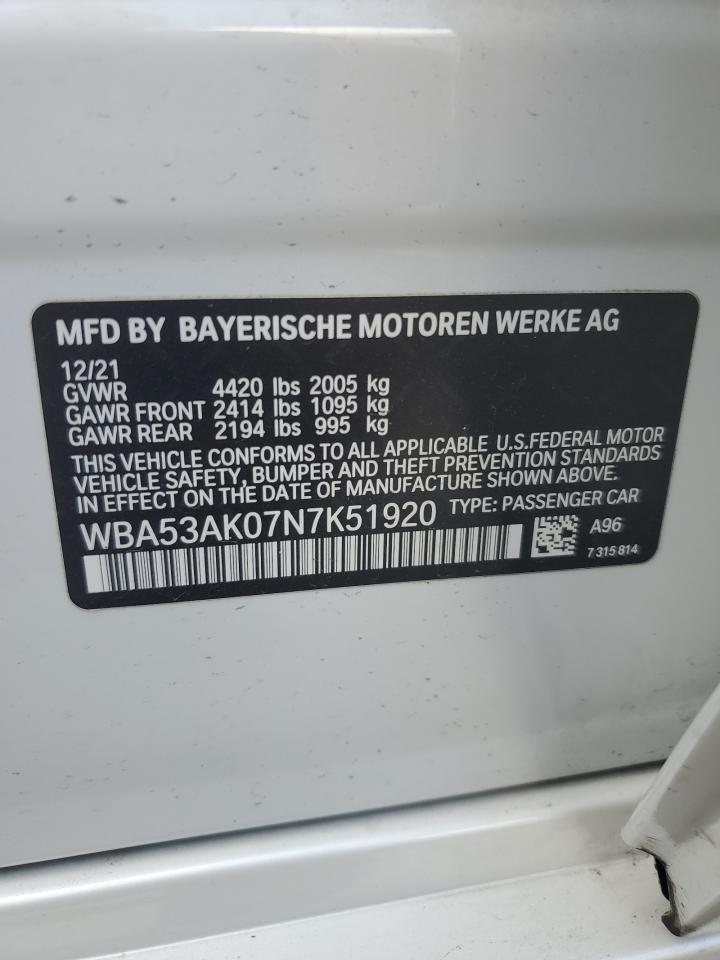 MFD BY BAYERISCHE MOTOREN WERKE AG
12/21
GVWR 4420 lbs 2005 kg
GAWR FRONT 2414 lbs 1095 kg
GAWR REAR 2194 lbs 995 kg
THIS VEHICLE CONFORMS TO ALL APPLICABLE U.S.FEDERAL MOTOR
VEHICLE SAFETY, BUMPER AND THEFT PREVENTION STANDARDS
IN EFFECT ON THE DATE OF MANUFACTURE SHOWN ABOVE.
WBA53AK07N7K51920 TYPE: PASSENGER CAR
A96
7 315 814